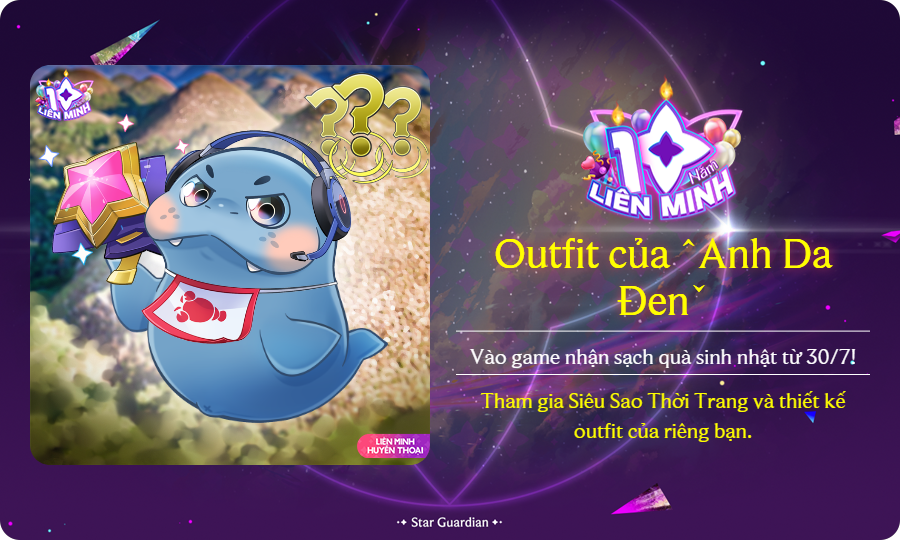 10
LIÊN MINH
???
LIÊN MINH
HUYỀN THOẠI
10
Năm
LIÊN MINH
Outfit của ˆAnh Da
Đenˇ
Vào game nhận sạch quà sinh nhật từ 30/7!
Tham gia Siêu Sao Thời Trang và thiết kế
outfit của riêng bạn.
Star Guardian